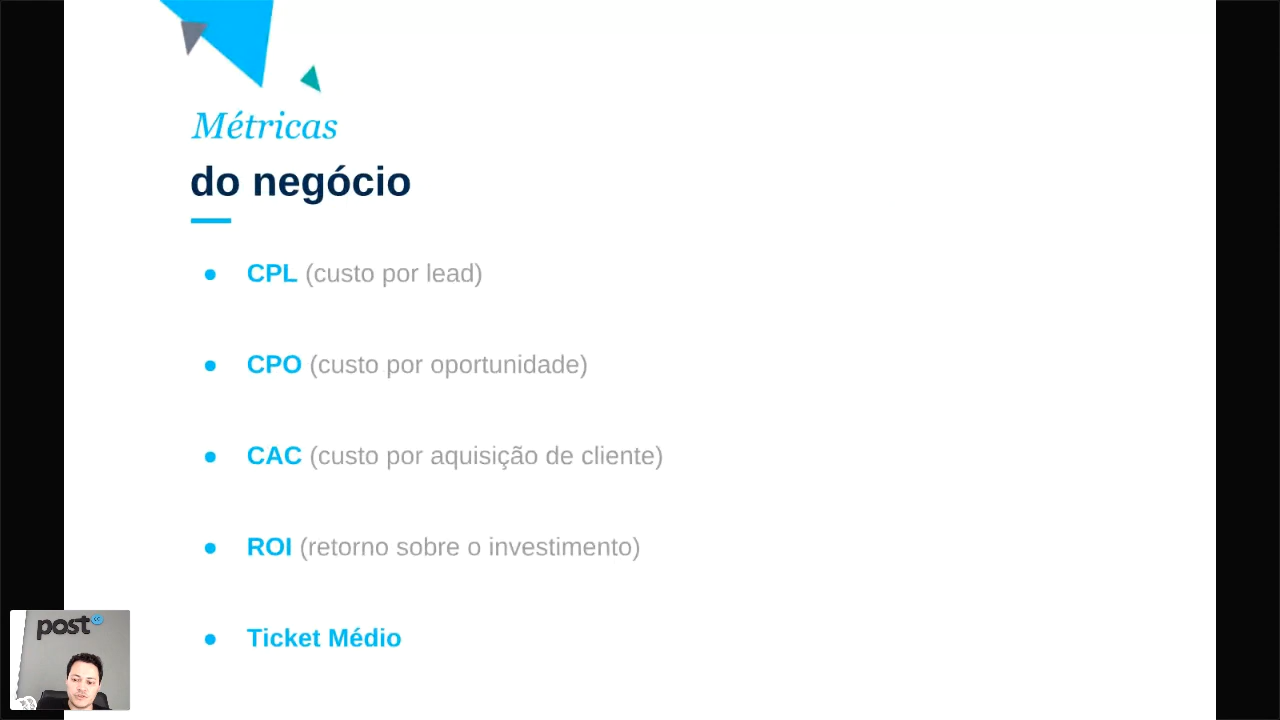 Métricas
do negócio
● CPL (custo por lead)
● CPO (custo por oportunidade)
● CAC (custo por aquisição de cliente)
● ROI (retorno sobre o investimento)
● Ticket Médio
post